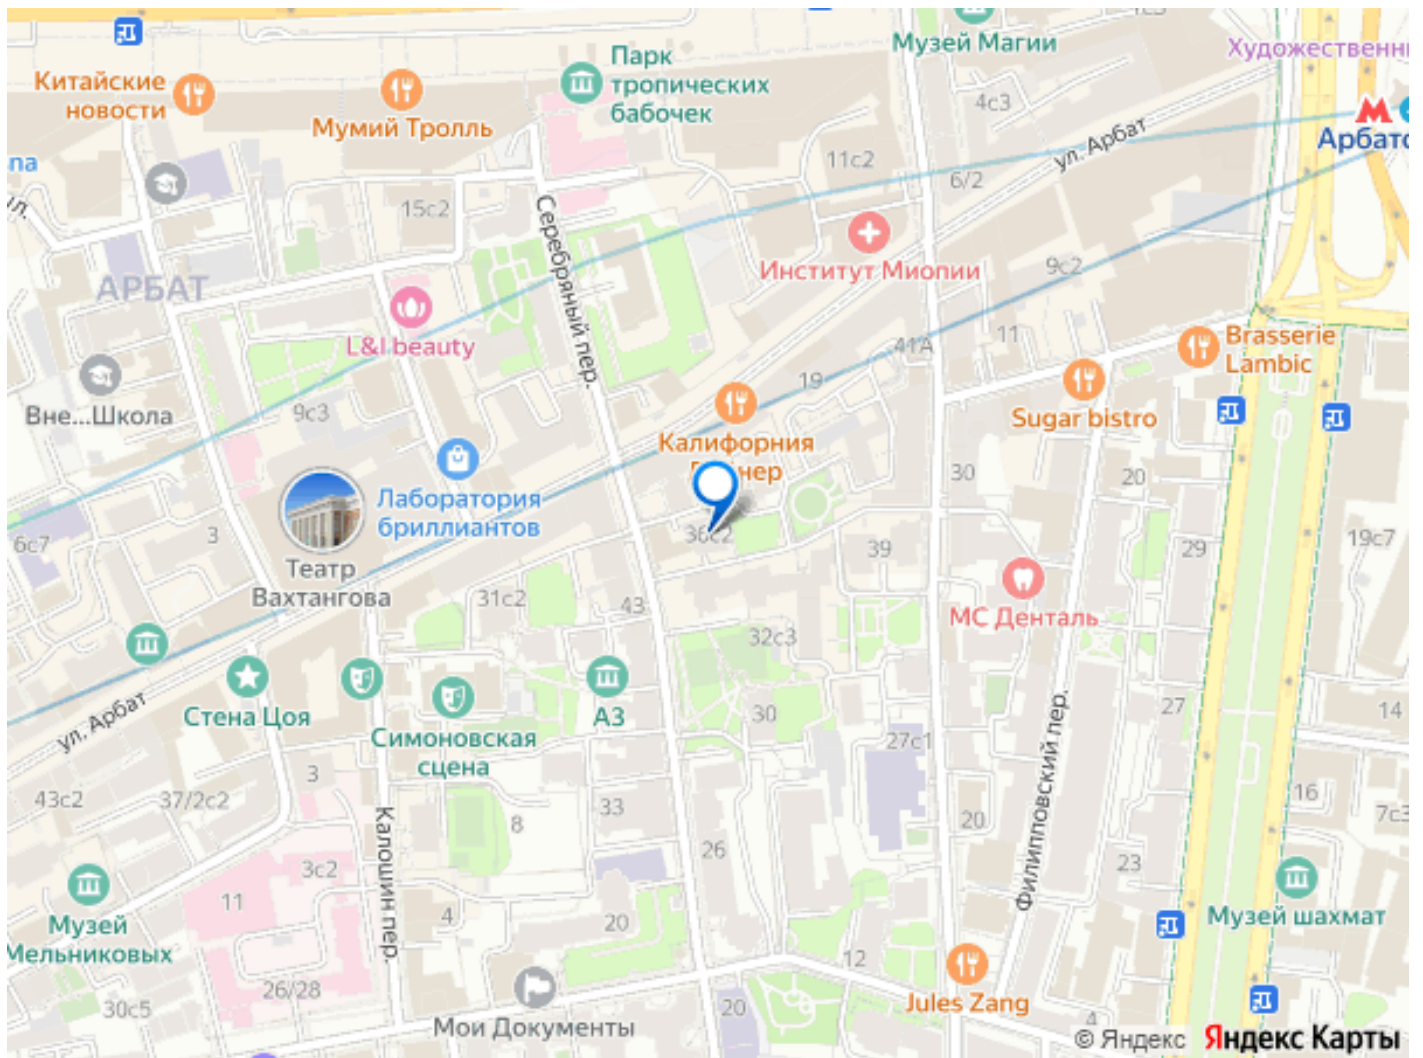 Китайские
новости
Мумий Тролль
Парк
тропических
бабочек
Музей Магии
4с3
ул. Арбат
15с2
11с2
6/2
АРБАТ
Серебряный пер.
Институт Миопии
9с2
L&I beauty
41А
11
19
Brasserie
Lambic
Sugar bistro
Вне...Школа
9с3
Калифорния
Лаборатория
бриллиантов
30
20
6с7
3
Театр
Вахтангова
36с2
39
29
19с7
31с2
43
32с3
МС Денталь
ул. Арбат
Стена Цоя
Симоновская
сцена
АЗ
30
27с1
27
14
Филипповский пер.
43с2
37/2с2
3
Калошин пер.
8
33
26
20
16
3с2
23
11
4
20
Музей
Мельниковых
Музей шахмат
12
26/28
30с5
Мои Документы
20
Jules Zang
4
© Яндекс Яндекс Карты